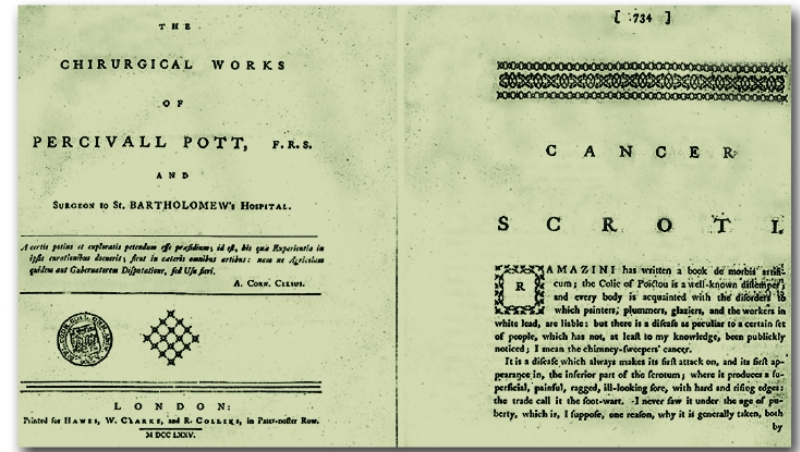 THE
CHIRURGICAL WORKS
OF
PERCIVALL POTT, F.R.S.
AND
SURGEON to St. BARTHOLOMEW's HOSPITAL.
A certis potius et exploratis petendum esse præsidium; id est, his quæ Experientia in
ipsis curationibus docuerit; sicut in cæteris omnibus artibus: nam ne Agricolam
quidem aut Gubernatorem Disputatione, sed Usu fieri.
A. CORN. CELSUS.
LONDON:
Printed for HAWES, W. CLARKE, and R. COLLINS, in Pater-noster Row.
M DCC LXXV.
[ 734 ]
CANCER
SCROTI.
RAMAZINI has written a book de morbis artifi-
cum; the Colic of Poictou is a well-known distemper;
and every body is acquainted with the disorders to
which painters, plummers, glaziers, and the workers in
white lead, are liable: but there is a disease as peculiar to a certain set
of people, which has not, at least to my knowledge, been publickly
noticed; I mean the chimney-sweepers' cancer.
It is a disease which always makes its first attack on, and its first ap-
pearance in, the inferior part of the scrotum; where it produces a su-
perficial, painful, ragged, ill-looking sore, with hard and rising edges:
the trade call it the soot-wart. I never saw it under the age of pu-
berty, which is, I suppose, one reason, why it is generally taken, both
by